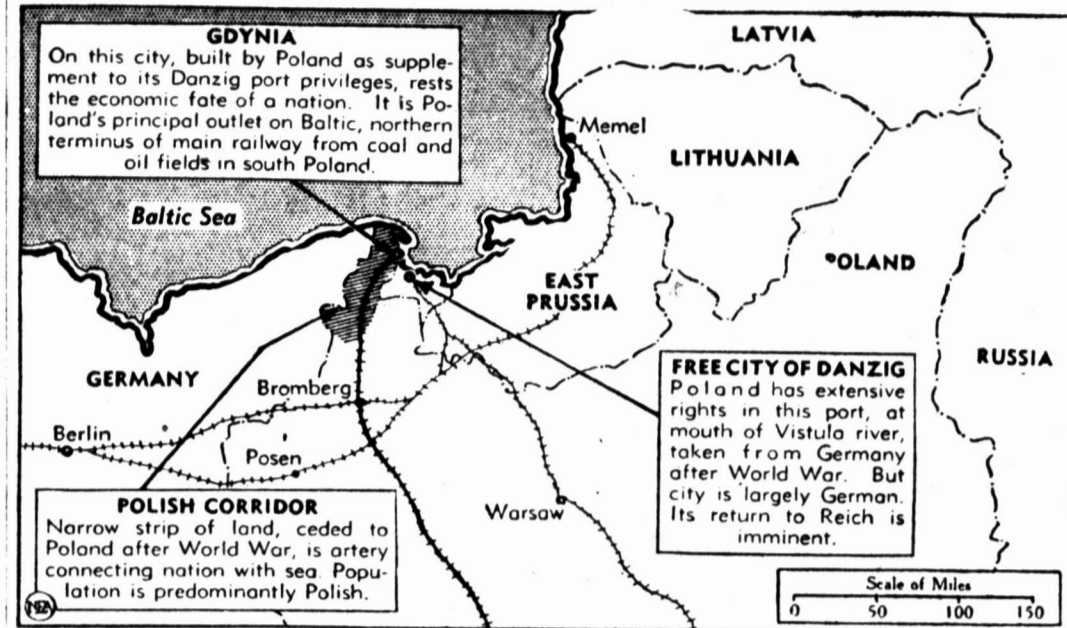 GDYNIA
On this city, built by Poland as supple-
ment to its Danzig port privileges, rests
the economic fate of a nation. It is Po-
land's principal outlet on Baltic, northern
terminus of main railway from coal and
oil fields in south Poland.
LATVIA
Memel
LITHUANIA
Baltic Sea
OLAND
EAST
PRUSSIA
RUSSIA
GERMANY
Bromberg
Berlin
Posen
Warsaw
FREE CITY OF DANZIG
Poland has extensive
rights in this port, at
mouth of Vistula river,
taken from Germany
after World War. But
city is largely German.
Its return to Reich is
imminent.
POLISH CORRIDOR
Narrow strip of land, ceded to
Poland after World War, is artery
connecting nation with sea. Popu-
lation is predominantly Polish.
NEA
Scale of Miles
0 50 100 150